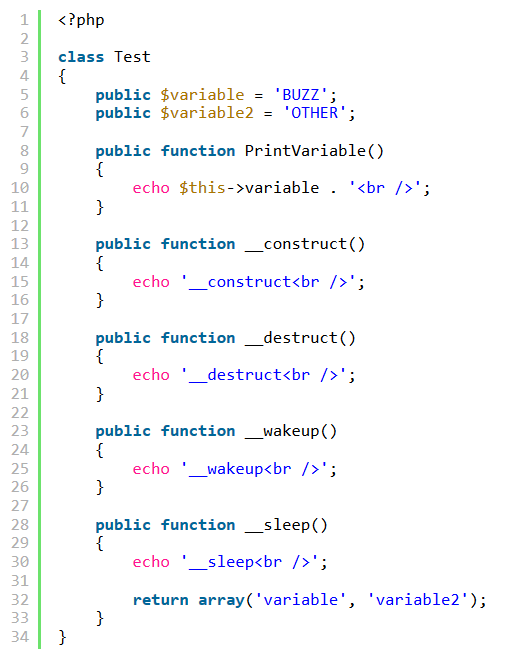 1 <?php
2
3 class Test
4 {
5     public $variable = 'BUZZ';
6     public $variable2 = 'OTHER';
7
8     public function PrintVariable()
9     {
10         echo $this->variable . '<br />';
11     }
12
13     public function __construct()
14     {
15         echo '__construct<br />';
16     }
17
18     public function __destruct()
19     {
20         echo '__destruct<br />';
21     }
22
23     public function __wakeup()
24     {
25         echo '__wakeup<br />';
26     }
27
28     public function __sleep()
29     {
30         echo '__sleep<br />';
31
32         return array('variable', 'variable2');
33     }
34 }